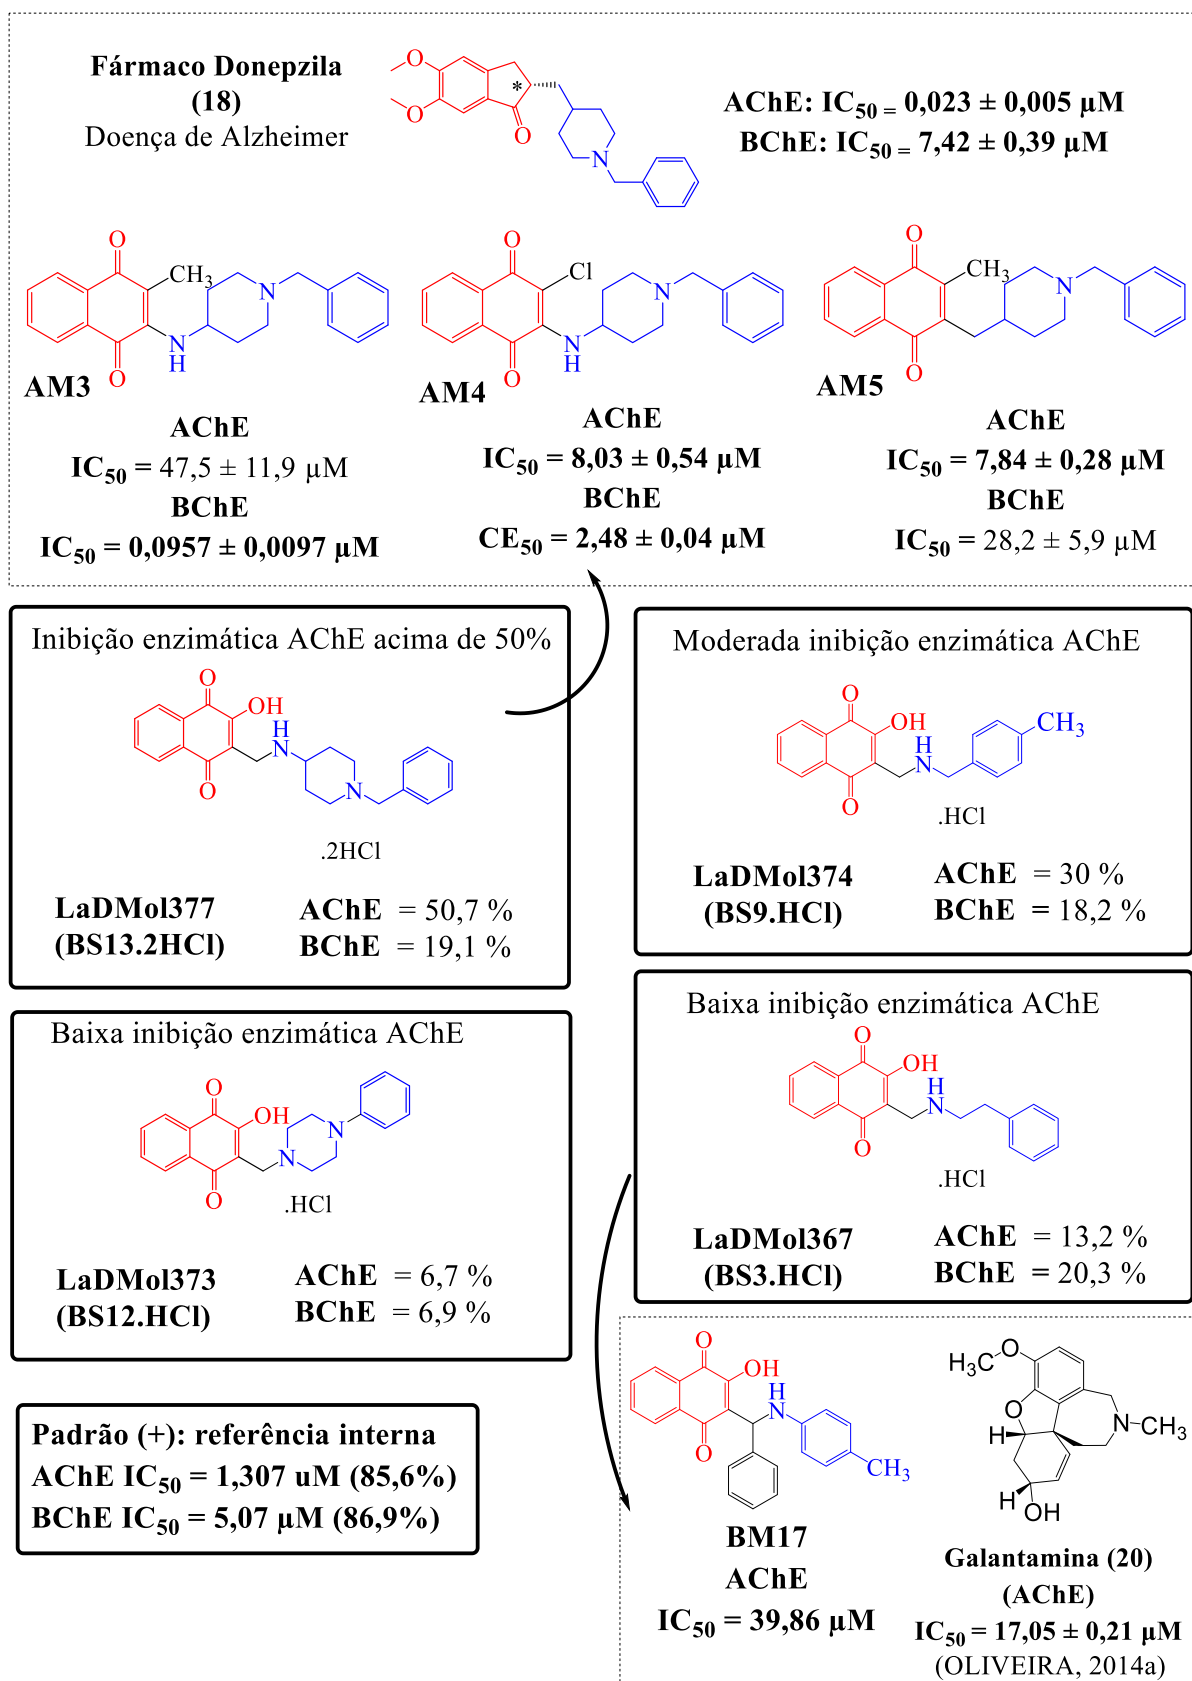 Fármaco Donepzila
(18)
Doença de Alzheimer
O
O
*
O
N
AChE: IC50 = 0,023 ± 0,005 µM
BChE: IC50 = 7,42 ± 0,39 µM
O
CH3
N
N
H
O
AM3
AChE
IC50 = 47,5 ± 11,9 µM
BChE
IC50 = 0,0957 ± 0,0097 µM
O
Cl
N
N
H
O
AM4
AChE
IC50 = 8,03 ± 0,54 µM
BChE
CE50 = 2,48 ± 0,04 µM
O
CH3
N
O
AM5
AChE
IC50 = 7,84 ± 0,28 µM
BChE
IC50 = 28,2 ± 5,9 µM
Inibição enzimática AChE acima de 50%
O
OH
H
N
O
N
.2HCl
LaDMol377
(BS13.2HCl)
AChE = 50,7 %
BChE = 19,1 %
Moderada inibição enzimática AChE
O
OH
H
N
CH3
O
.HCl
LaDMol374
(BS9.HCl)
AChE = 30 %
BChE = 18,2 %
Baixa inibição enzimática AChE
O
OH
N
N
O
.HCl
LaDMol373
(BS12.HCl)
AChE = 6,7 %
BChE = 6,9 %
Baixa inibição enzimática AChE
O
OH
H
N
O
.HCl
LaDMol367
(BS3.HCl)
AChE = 13,2 %
BChE = 20,3 %
Padrão (+): referência interna
AChE IC50 = 1,307 uM (85,6%)
BChE IC50 = 5,07 µM (86,9%)
O
OH
H
N
O
CH3
BM17
AChE
IC50 = 39,86 µM
H3C
O
O
N
CH3
H
H
OH
Galantamina (20)
(AChE)
IC50 = 17,05 ± 0,21 µM
(OLIVEIRA, 2014a)